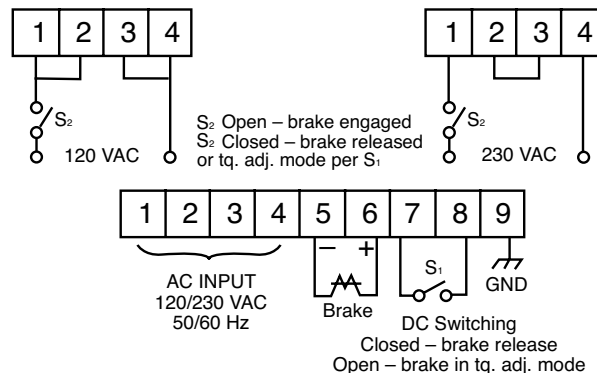 1 2 3 4
1 2 3 4
S₂
120 VAC
S₂ Open – brake engaged
S₂ Closed – brake released
or tq. adj. mode per S₁
S₂
230 VAC
1 2 3 4 5 6 7 8 9
– +
AC INPUT
120/230 VAC
50/60 Hz
Brake
S₁
GND
DC Switching
Closed – brake release
Open – brake in tq. adj. mode